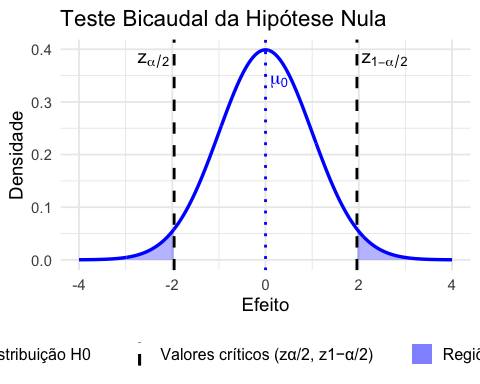 Teste Bicaudal da Hipótese Nula
zα/2
z1−α/2
μ0
0.4
0.3
0.2
0.1
0.0
Densidade
-4 -2 0 2 4
Efeito
stribuição H0 Valores críticos (zα/2, z1−α/2) Regiõ